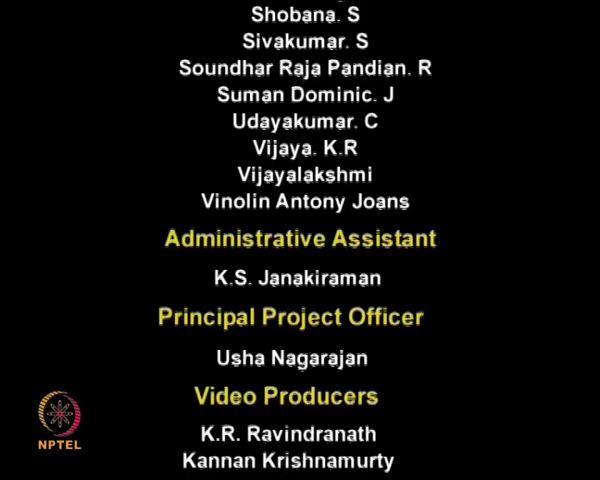 Shobana. S
Sivakumar. S
Soundhar Raja Pandian. R
Suman Dominic. J
Udayakumar. C
Vijaya. K.R
Vijayalakshmi
Vinolin Antony Joans
Administrative Assistant
K.S. Janakiraman
Principal Project Officer
Usha Nagarajan
Video Producers
K.R. Ravindranath
Kannan Krishnamurty
NPTEL